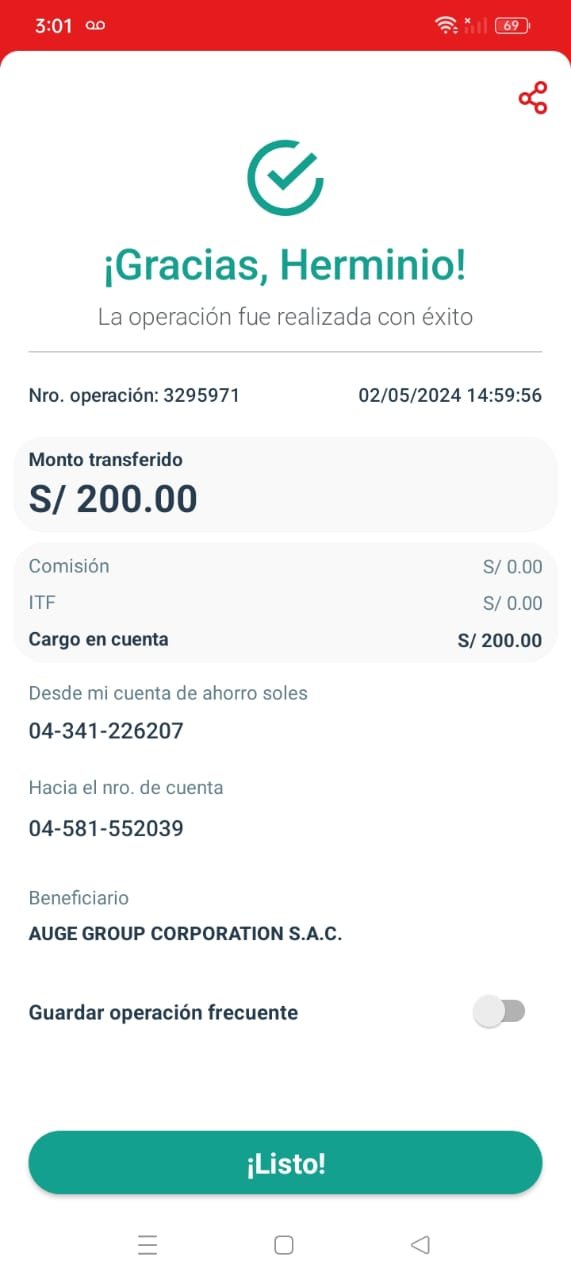 3:01
69
¡Gracias, Herminio!
La operación fue realizada con éxito
Nro. operación: 3295971 02/05/2024 14:59:56
Monto transferido
S/ 200.00
Comisión S/ 0.00
ITF S/ 0.00
Cargo en cuenta S/ 200.00
Desde mi cuenta de ahorro soles
04-341-226207
Hacia el nro. de cuenta
04-581-552039
Beneficiario
AUGE GROUP CORPORATION S.A.C.
Guardar operación frecuente
¡Listo!